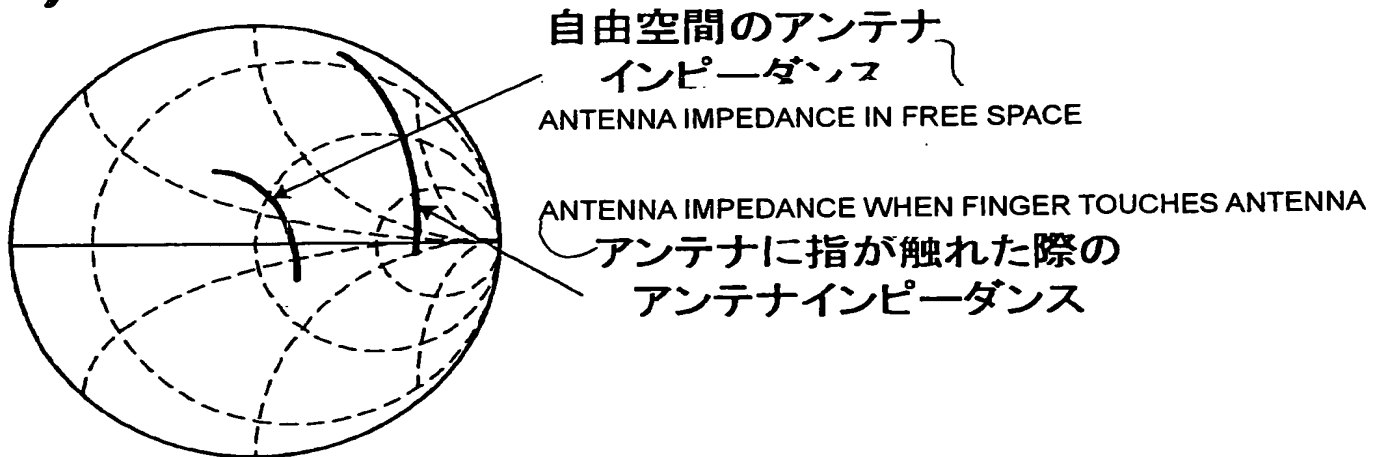 自由空間のアンテナ
インピーダンス
ANTENNA IMPEDANCE IN FREE SPACE
ANTENNA IMPEDANCE WHEN FINGER TOUCHES ANTENNA
アンテナに指が触れた際の
アンテナインピーダンス